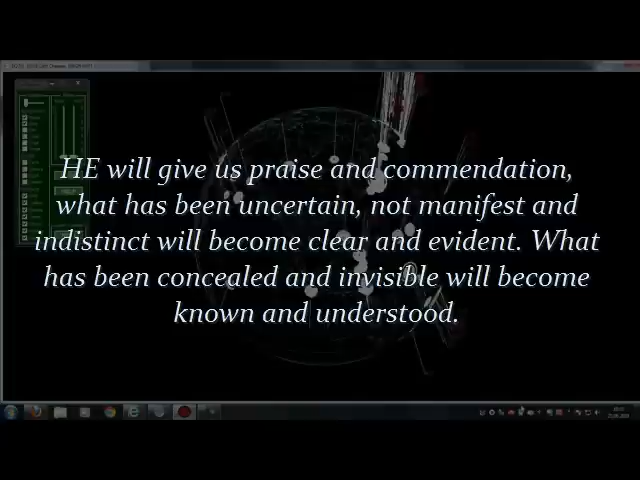 HE will give us praise and commendation,
what has been uncertain, not manifest and
indistinct will become clear and evident. What
has been concealed and invisible will become
known and understood.